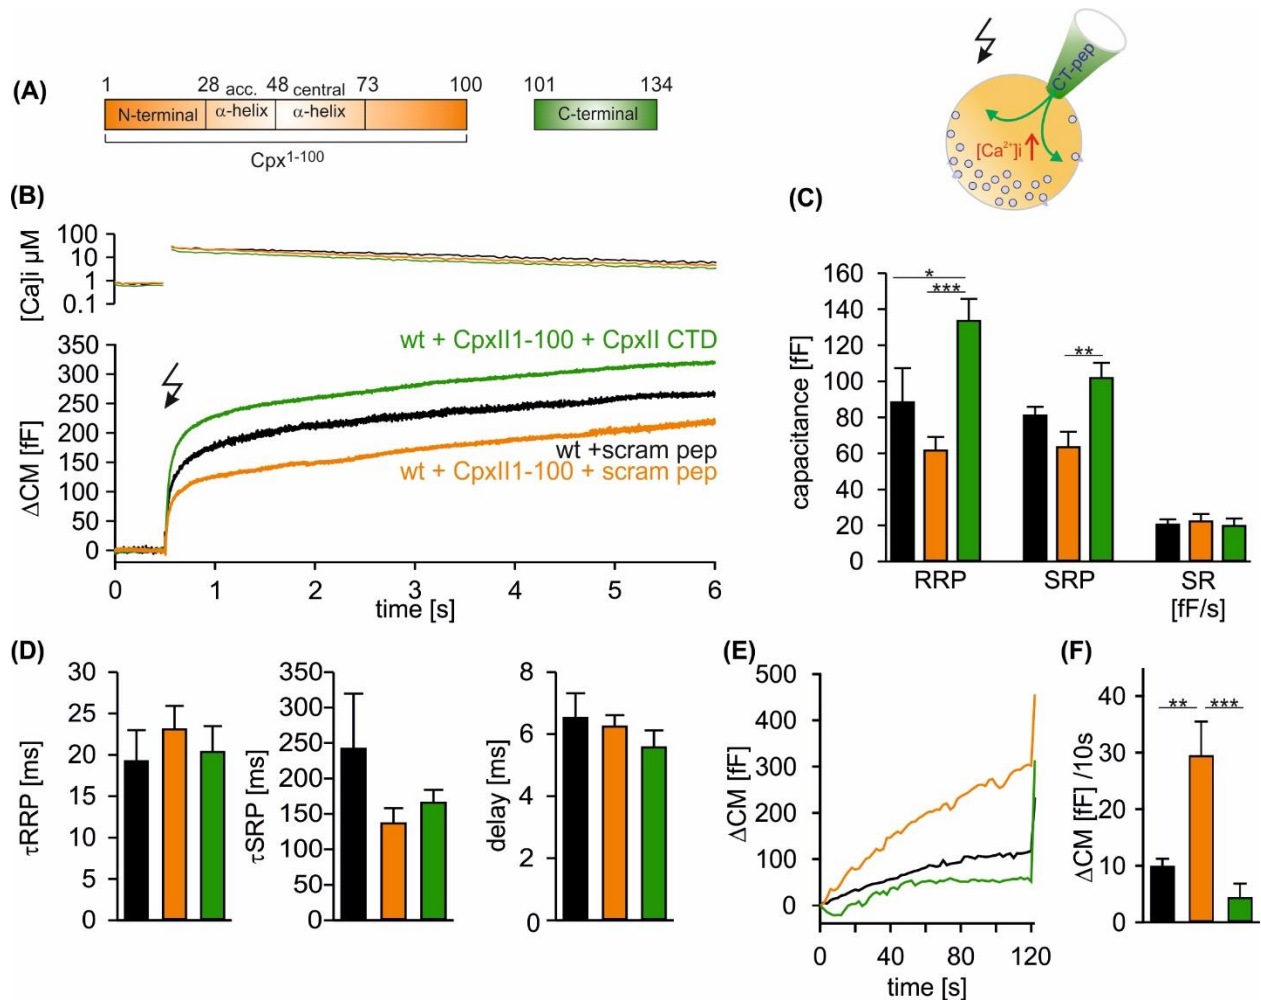 (A)
1 28 acc. 48 central 73 100
N-terminal α-helix α-helix
Cpx1-100
101 134
C-terminal
CT-pep
[Ca2+]i
(B)
[Ca]i µM
100
10
1
0.1
ΔCM [fF]
350
300
250
200
150
100
50
0
wt + CpxII1-100 + CpxII CTD
wt +scram pep
wt + CpxII1-100 + scram pep
0 1 2 3 4 5 6
time [s]
(C)
capacitance [fF]
160
140
120
100
80
60
40
20
0
*
***
**
RRP SRP SR
[fF/s]
(D)
τRRP [ms]
30
25
20
15
10
5
0
τSRP [ms]
350
300
250
200
150
100
50
0
delay [ms]
8
6
4
2
0
(E)
ΔCM [fF]
500
400
300
200
100
0
0 40 80 120
time [s]
(F)
ΔCM [fF] /10s
40
30
20
10
0
** ***